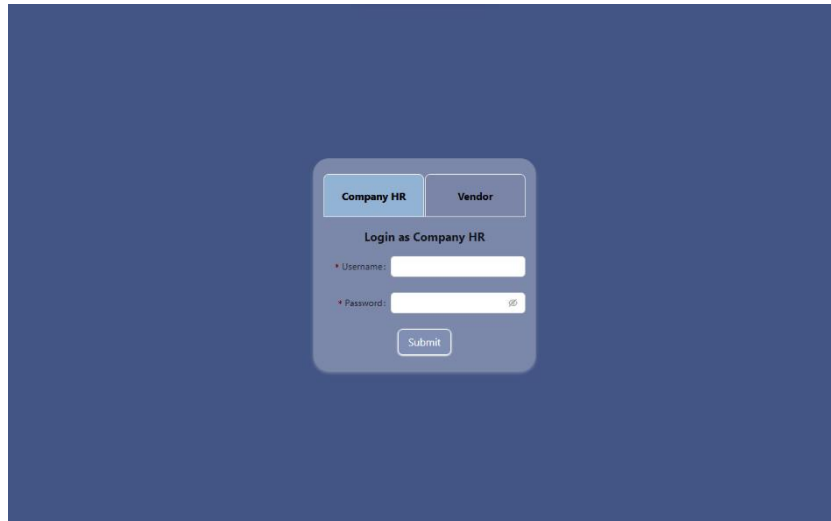 Company HR
Vendor
Login as Company HR
* Username:
* Password:
Submit